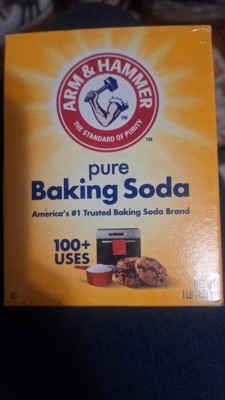 ARM & HAMMER
THE STANDARD OF PURITY
TM
TM
pure
Baking Soda
America's #1 Trusted Baking Soda Brand
100+
USES
NET WT
1 LB